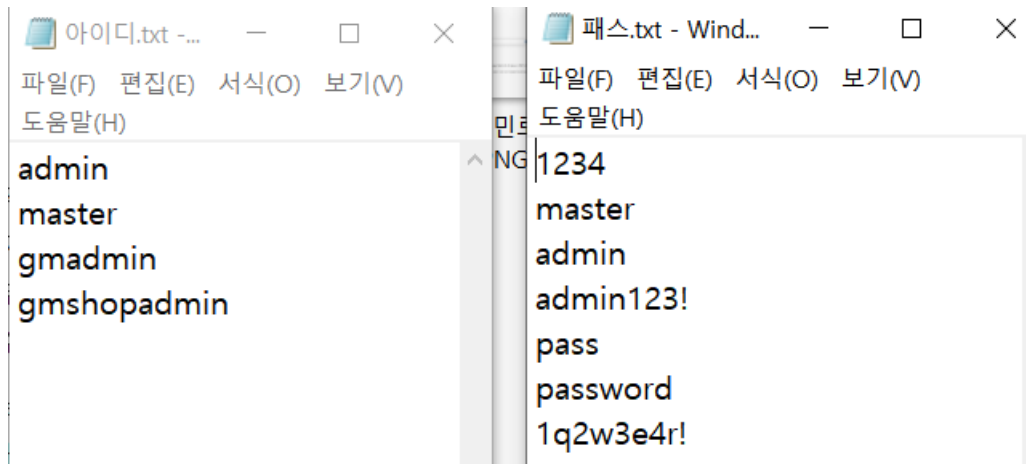 아이디.txt -...
파일(F) 편집(E) 서식(O) 보기(V)
도움말(H)
admin
master
gmadmin
gmshopadmin
NG
패스.txt - Wind...
파일(F) 편집(E) 서식(O) 보기(V)
도움말(H)
1234
master
admin
admin123!
pass
password
1q2w3e4r!